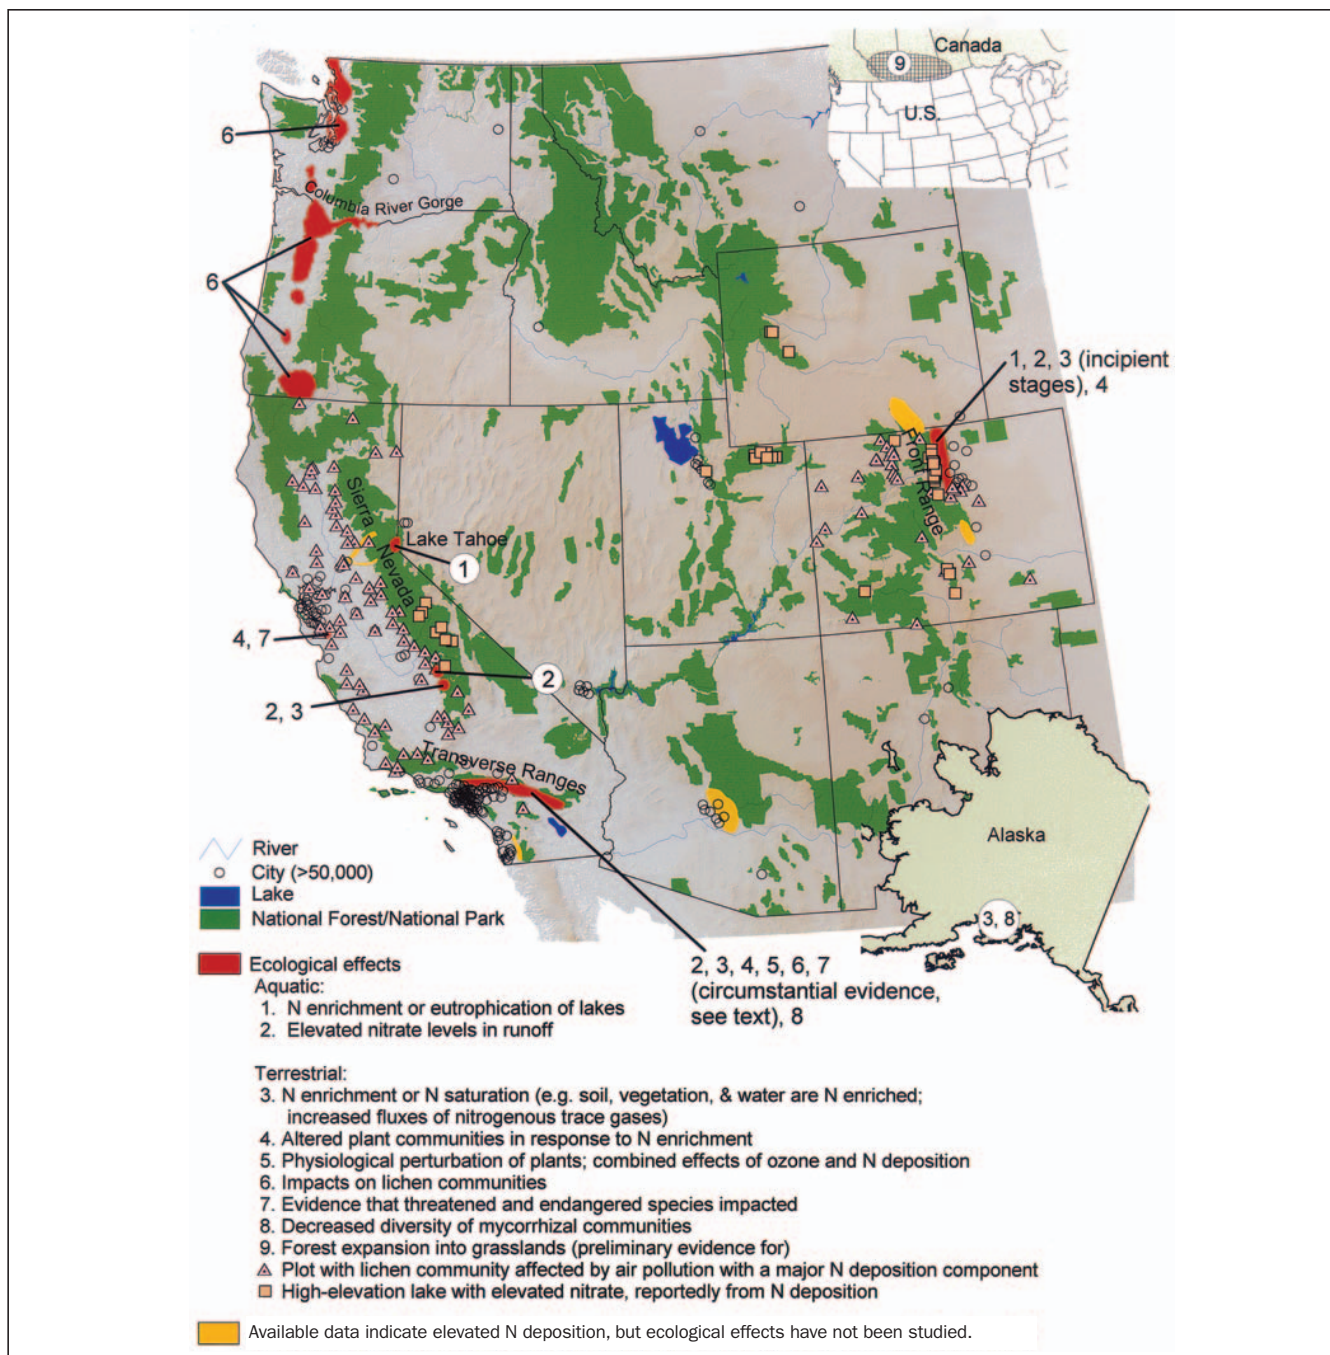 Canada
9
U.S.
6
Columbia River Gorge
6
1, 2, 3 (incipient
stages), 4
Front Range
Sierra Nevada
Lake Tahoe
1
4, 7
2
2, 3
Transverse Ranges
Alaska
3, 8
River
City (>50,000)
Lake
National Forest/National Park
2, 3, 4, 5, 6, 7
(circumstantial evidence,
see text), 8
Ecological effects
Aquatic:
1. N enrichment or eutrophication of lakes
2. Elevated nitrate levels in runoff
Terrestrial:
3. N enrichment or N saturation (e.g. soil, vegetation, & water are N enriched;
increased fluxes of nitrogenous trace gases)
4. Altered plant communities in response to N enrichment
5. Physiological perturbation of plants; combined effects of ozone and N deposition
6. Impacts on lichen communities
7. Evidence that threatened and endangered species impacted
8. Decreased diversity of mycorrhizal communities
9. Forest expansion into grasslands (preliminary evidence for)
Plot with lichen community affected by air pollution with a major N deposition component
High-elevation lake with elevated nitrate, reportedly from N deposition
Available data indicate elevated N deposition, but ecological effects have not been studied.